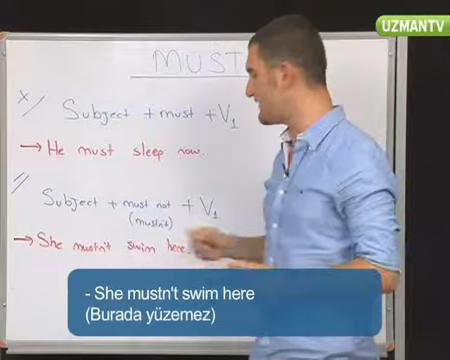 UZMANTV
MUST
Subject + must + V1
→ He must sleep now.
Subject + must not + V1
(mustn't)
→ She mustn't swim here.
- She mustn't swim here
(Burada yüzemez)